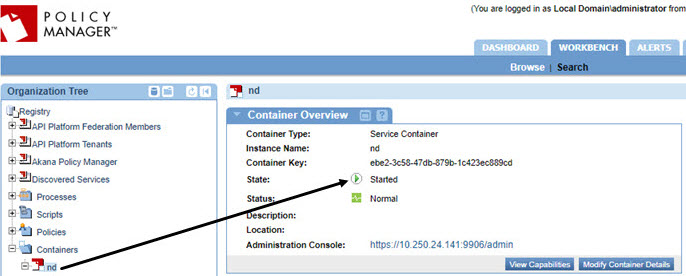 POLICY
MANAGER™
(You are logged in as Local Domain\administrator from
DASHBOARD
WORKBENCH
ALERTS
Browe | Search
Organization Tree
Registry
API Platform Federation Members
API Platform Tenants
Akana Policy Manager
Discovered Services
Processes
Scripts
Policies
Containers
nd
nd
Container Overview
Container Type: Service Container
Instance Name: nd
Container Key: ebe2-3c58-47db-879b-1c423ec889cd
State: Started
Status: Normal
Description:
Location:
Administration Console: https://10.250.24.141:9906/admin
View Capabilities
Modify Container Details